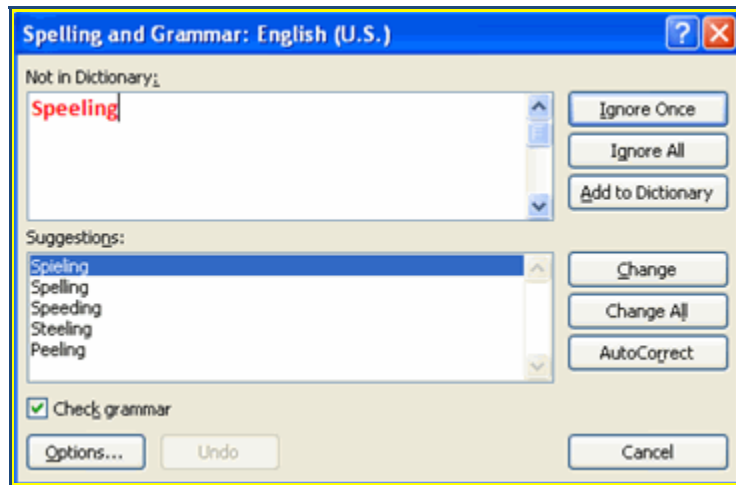 Spelling and Grammar: English (U.S.)
Not in Dictionary:
Speeling
Ignore Once
Ignore All
Add to Dictionary
Suggestions:
Spieling
Spelling
Speeding
Steeling
Peeling
Change
Change All
AutoCorrect
Check grammar
Options...
Undo
Cancel